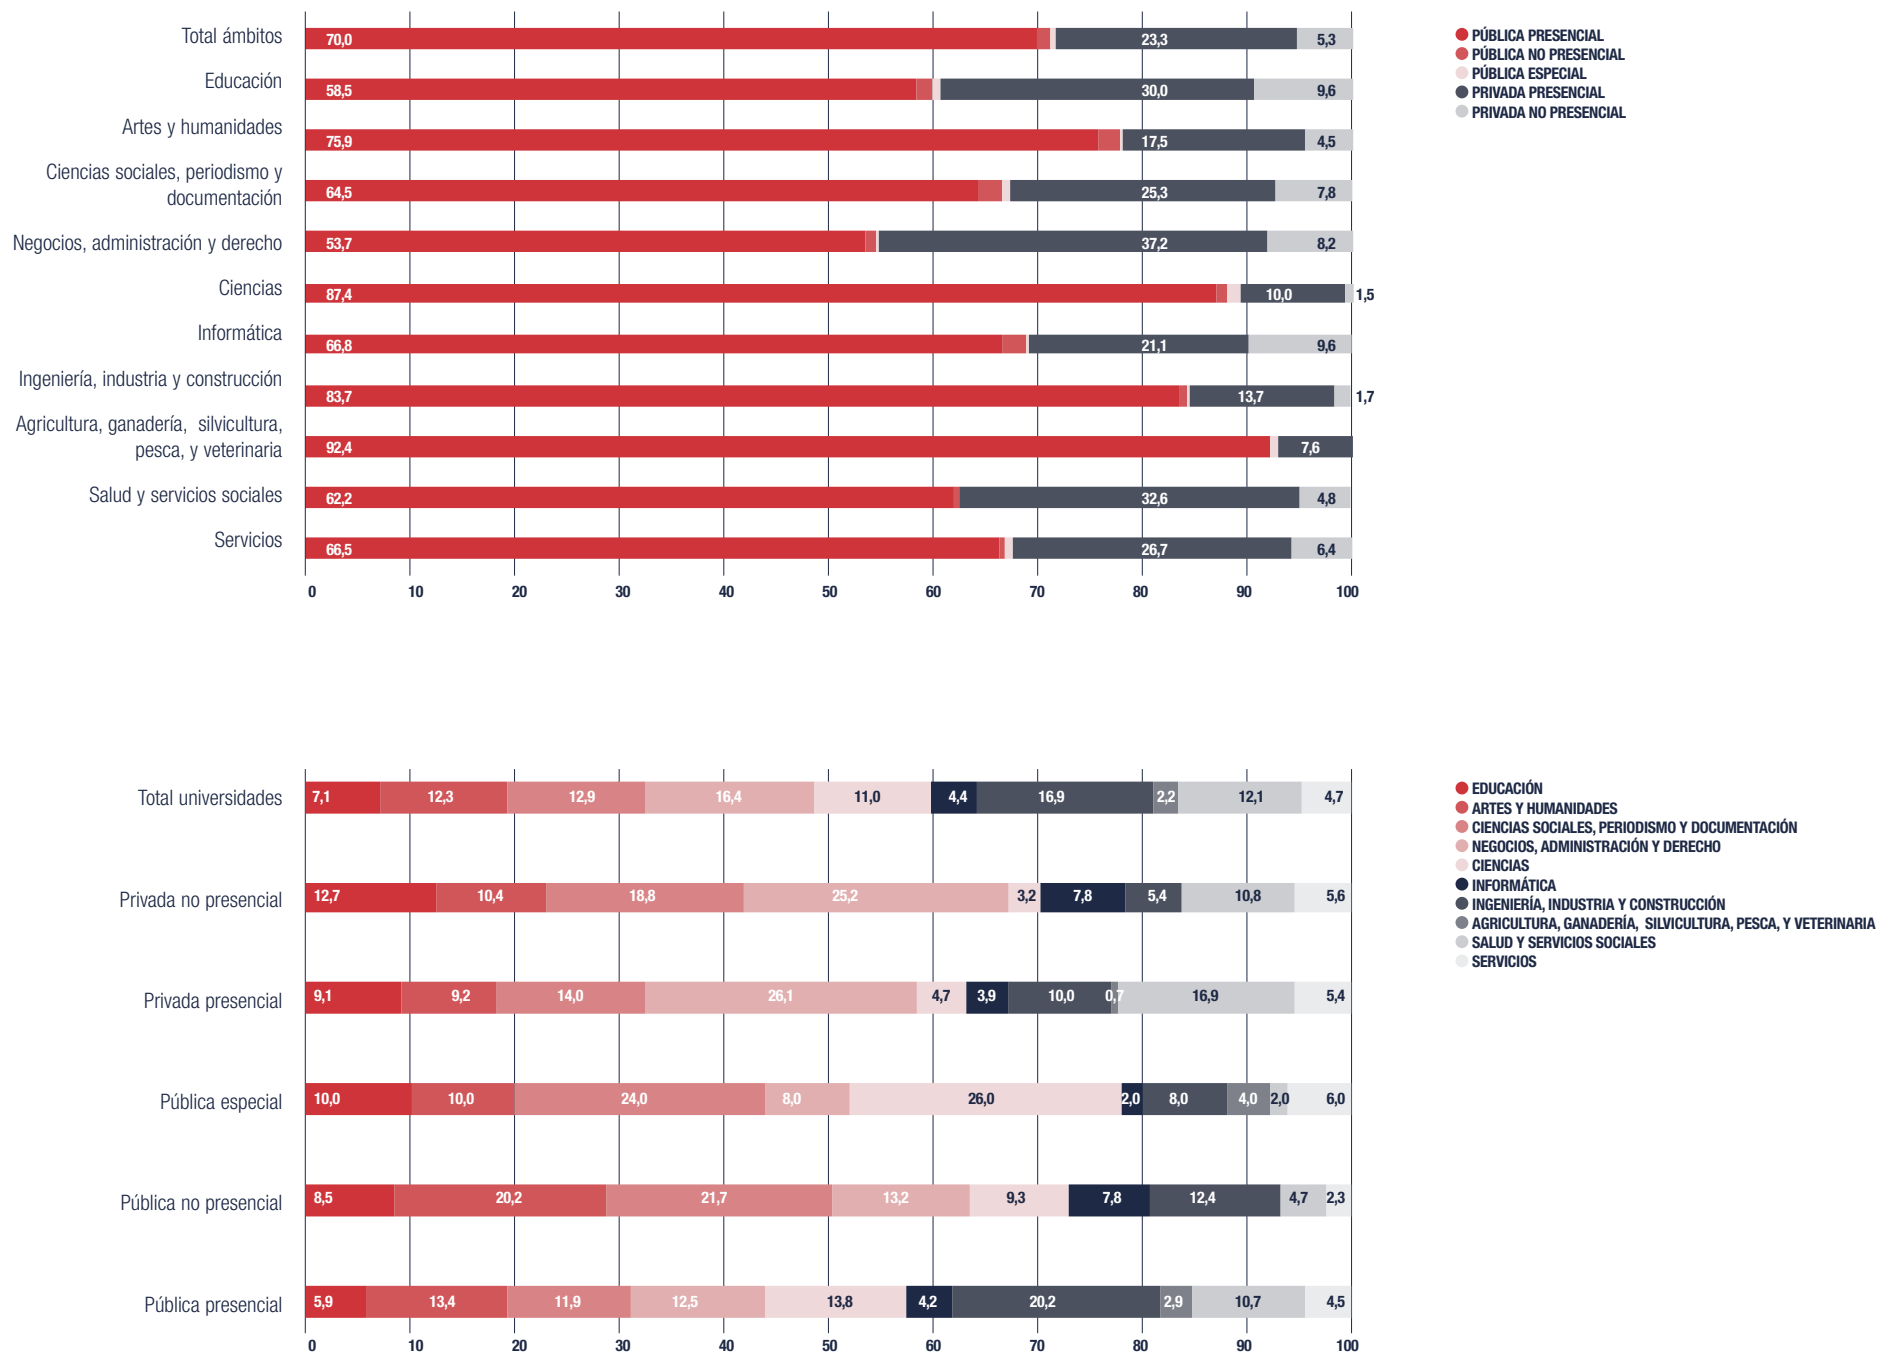 Total ámbitos
70,0
23,3
5,3
Educación
58,5
30,0
9,6
Artes y humanidades
75,9
17,5
4,5
Ciencias sociales, periodismo y
documentación
64,5
25,3
7,8
Negocios, administración y derecho
53,7
37,2
8,2
Ciencias
87,4
10,0
1,5
Informática
66,8
21,1
9,6
Ingeniería, industria y construcción
83,7
13,7
1,7
Agricultura, ganadería, silvicultura,
pesca, y veterinaria
92,4
7,6
Salud y servicios sociales
62,2
32,6
4,8
Servicios
66,5
26,7
6,4
0 10 20 30 40 50 60 70 80 90 100
PÚBLICA PRESENCIAL
PÚBLICA NO PRESENCIAL
PÚBLICA ESPECIAL
PRIVADA PRESENCIAL
PRIVADA NO PRESENCIAL
Total universidades
7,1 12,3 12,9 16,4 11,0 4,4 16,9 2,2 12,1 4,7
Privada no presencial
12,7 10,4 18,8 25,2 3,2 7,8 5,4 10,8 5,6
Privada presencial
9,1 9,2 14,0 26,1 4,7 3,9 10,0 0,7 16,9 5,4
Pública especial
10,0 10,0 24,0 8,0 26,0 2,0 8,0 4,0 2,0 6,0
Pública no presencial
8,5 20,2 21,7 13,2 9,3 7,8 12,4 4,7 2,3
Pública presencial
5,9 13,4 11,9 12,5 13,8 4,2 20,2 2,9 10,7 4,5
0 10 20 30 40 50 60 70 80 90 100
EDUCACIÓN
ARTES Y HUMANIDADES
CIENCIAS SOCIALES, PERIODISMO Y DOCUMENTACIÓN
NEGOCIOS, ADMINISTRACIÓN Y DERECHO
CIENCIAS
INFORMÁTICA
INGENIERÍA, INDUSTRIA Y CONSTRUCCIÓN
AGRICULTURA, GANADERÍA, SILVICULTURA, PESCA, Y VETERINARIA
SALUD Y SERVICIOS SOCIALES
SERVICIOS